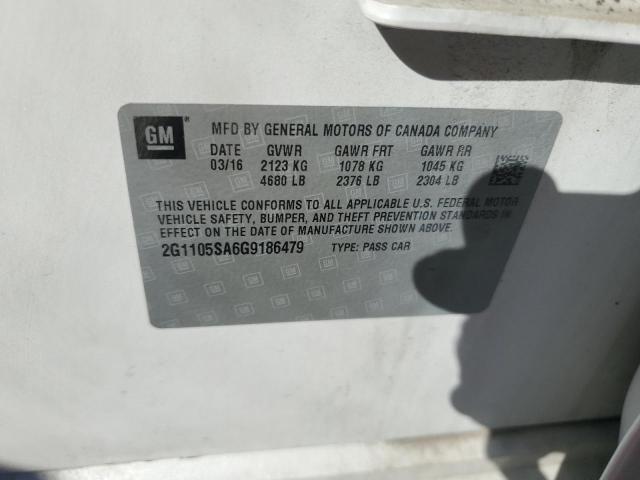 GM
MFD BY GENERAL MOTORS OF CANADA COMPANY
DATE GVWR GAWR FRT GAWR RR
03/16 2123 KG 1078 KG 1045 KG
4680 LB 2376 LB 2304 LB
THIS VEHICLE CONFORMS TO ALL APPLICABLE U.S. FEDERAL MOTOR
VEHICLE SAFETY, BUMPER, AND THEFT PREVENTION STANDARDS IN
EFFECT ON THE DATE OF MANUFACTURE SHOWN ABOVE.
2G1105SA6G9186479 TYPE: PASS CAR